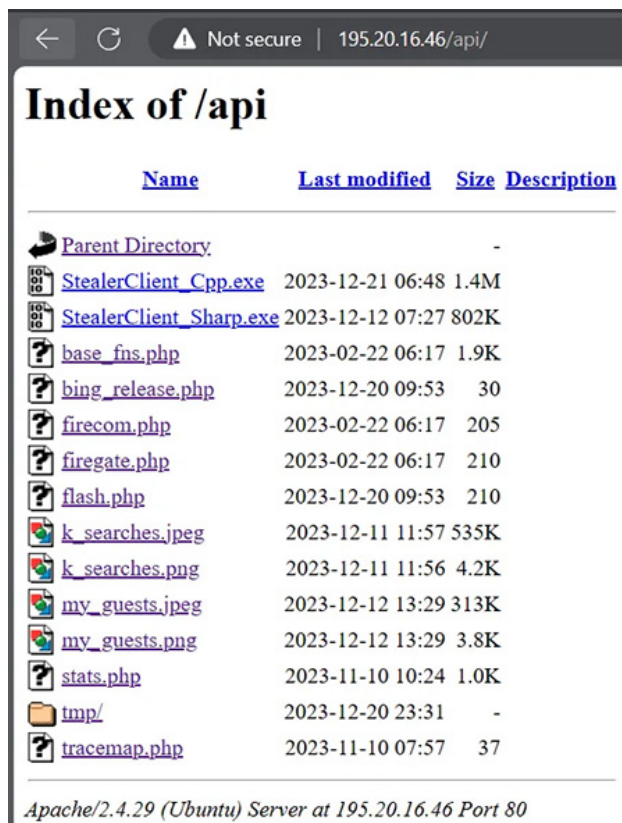 Not secure | 195.20.16.46/api/
Index of /api
Name Last modified Size Description
Parent Directory -
StealerClient_Cpp.exe 2023-12-21 06:48 1.4M
StealerClient_Sharp.exe 2023-12-12 07:27 802K
base_fns.php 2023-02-22 06:17 1.9K
bing_release.php 2023-12-20 09:53 30
firecom.php 2023-02-22 06:17 205
firegate.php 2023-02-22 06:17 210
flash.php 2023-12-20 09:53 210
k_searches.jpeg 2023-12-11 11:57 535K
k_searches.png 2023-12-11 11:56 4.2K
my_guests.jpeg 2023-12-12 13:29 313K
my_guests.png 2023-12-12 13:29 3.8K
stats.php 2023-11-10 10:24 1.0K
tmp/ 2023-12-20 23:31 -
tracemap.php 2023-11-10 07:57 37
Apache/2.4.29 (Ubuntu) Server at 195.20.16.46 Port 80